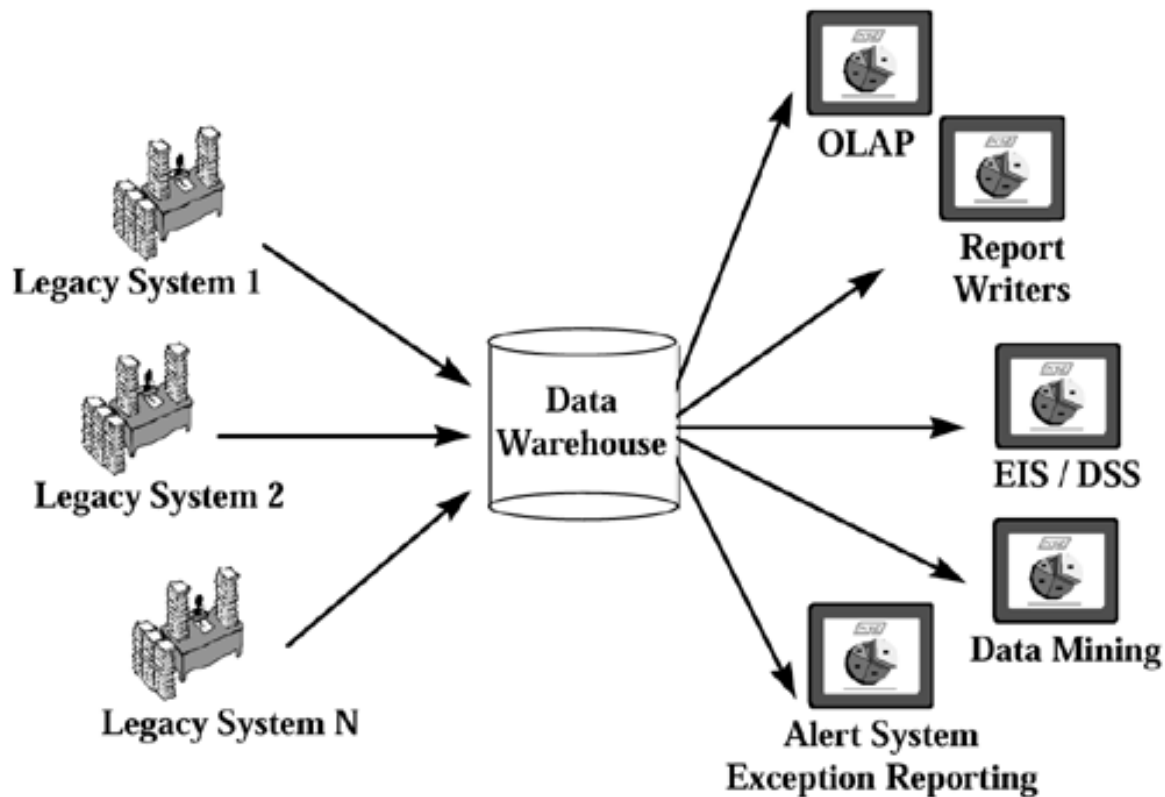 OLAP
Report
Writers
Legacy System 1
Data
Warehouse
Legacy System 2
EIS / DSS
Data Mining
Legacy System N
Alert System
Exception Reporting